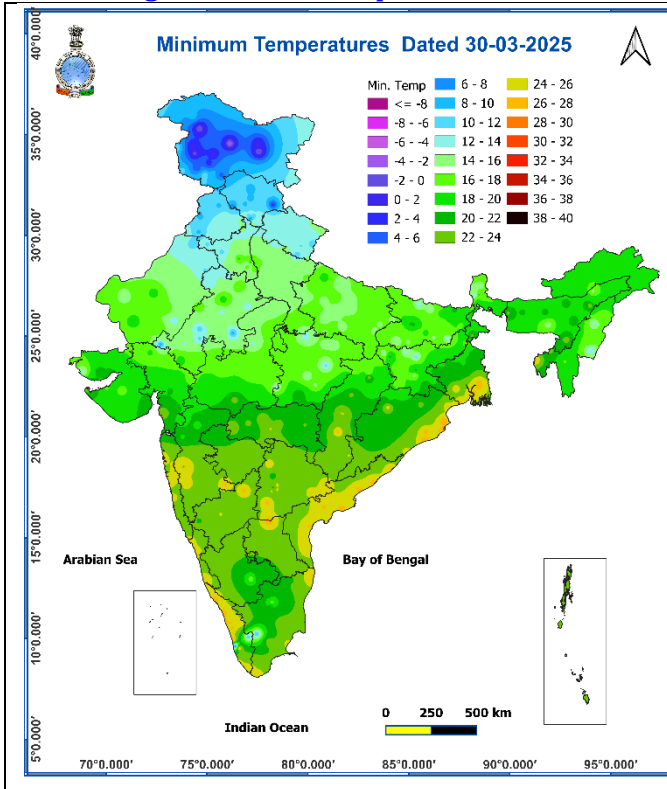 Minimum Temperatures Dated 30-03-2025
Min. Temp
<= -8
-8 - -6
-6 - -4
-4 - -2
-2 - 0
0 - 2
2 - 4
4 - 6
6 - 8
8 - 10
10 - 12
12 - 14
14 - 16
16 - 18
18 - 20
20 - 22
22 - 24
24 - 26
26 - 28
28 - 30
30 - 32
32 - 34
34 - 36
36 - 38
38 - 40
40°0.000'
35°0.000'
30°0.000'
25°0.000'
20°0.000'
15°0.000'
10°0.000'
5°0.000'
Arabian Sea
Bay of Bengal
Indian Ocean
0 250 500 km
70°0.000' 75°0.000' 80°0.000' 85°0.000' 90°0.000' 95°0.000'